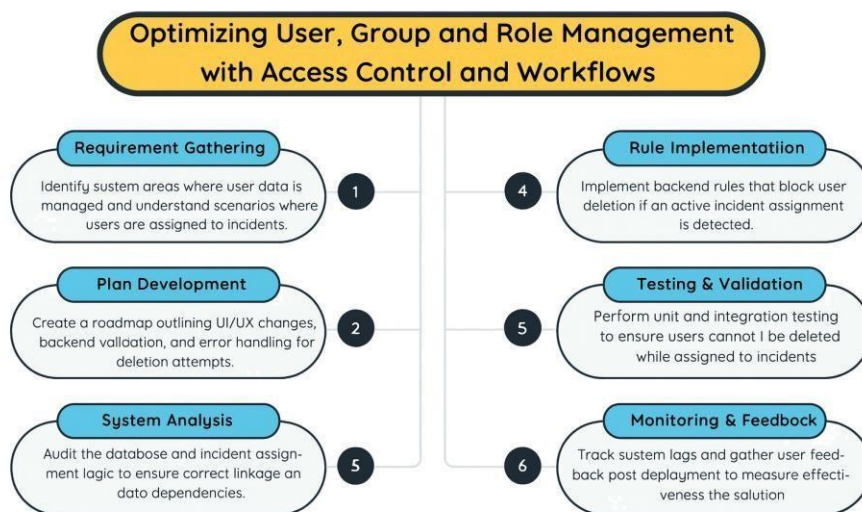 Optimizing User, Group and Role Management
with Access Control and Workflows
Requirement Gathering
1
Identify system areas where user data is
managed and understand scenarios where
users are assigned to incidents.
Plan Development
2
Create a roadmap outlining UI/UX changes,
backend vallaation, and error handling for
deletion attempts.
System Analysis
5
Audit the databose and incident assign-
ment logic to ensure correct linkage an
dato dependencies.
Rule Implementatiion
4
Implement backend rules that block user
deletion if an active incident assignment
is detected.
Testing & Validation
5
Perform unit and integration testing
to ensure users cannot I be deleted
while assigned to incidents
Monitoring & Feedbock
6
Track sustem lags and gather user feed-
back post deployment to measure effecti-
veness the salution